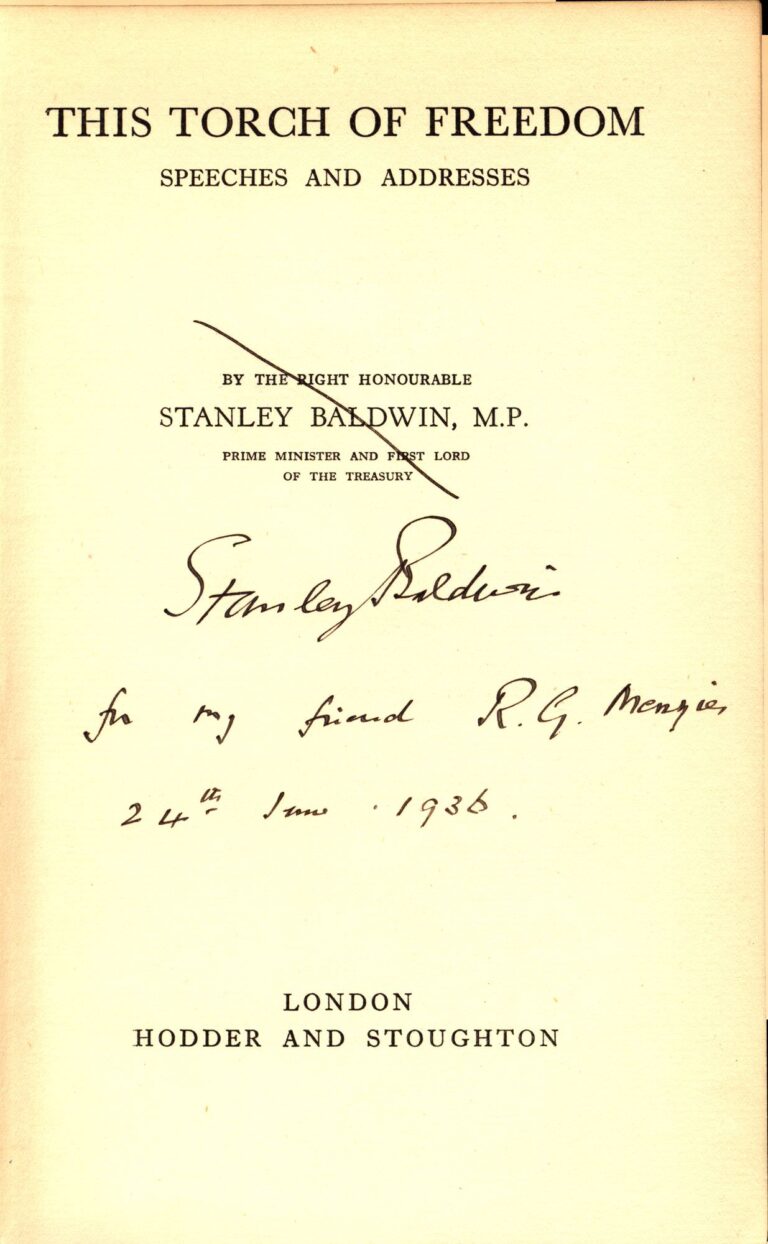 THIS TORCH OF FREEDOM
SPEECHES AND ADDRESSES
BY THE RIGHT HONOURABLE
STANLEY BALDWIN, M.P.
PRIME MINISTER AND FIRST LORD
OF THE TREASURY
Stanley Baldwin
for my friend R. G. Menzies
24th June . 1936 .
LONDON
HODDER AND STOUGHTON